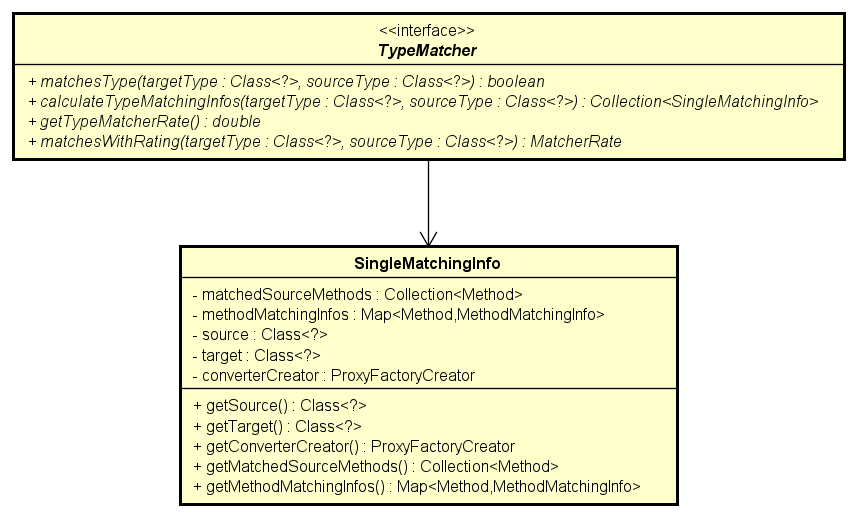 <<interface>>
TypeMatcher
+ matchesType(targetType : Class<?>, sourceType : Class<?>) : boolean
+ calculateTypeMatchingInfos(targetType : Class<?>, sourceType : Class<?>) : Collection<SingleMatchingInfo>
+ getTypeMatcherRate() : double
+ matchesWithRating(targetType : Class<?>, sourceType : Class<?>) : MatcherRate
SingleMatchingInfo
- matchedSourceMethods : Collection<Method>
- methodMatchingInfos : Map<Method,MethodMatchingInfo>
- source : Class<?>
- target : Class<?>
- converterCreator : ProxyFactoryCreator
+ getSource() : Class<?>
+ getTarget() : Class<?>
+ getConverterCreator() : ProxyFactoryCreator
+ getMatchedSourceMethods() : Collection<Method>
+ getMethodMatchingInfos() : Map<Method,MethodMatchingInfo>